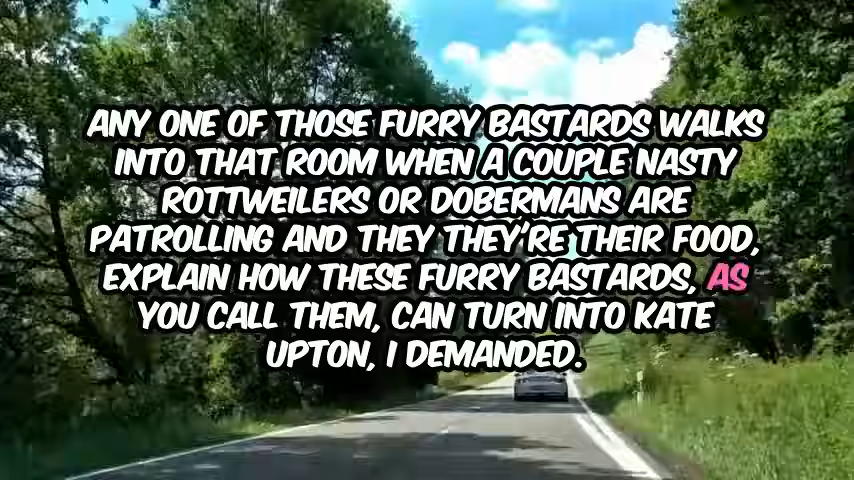 ANY ONE OF THOSE FURRY BASTARDS WALKS
INTO THAT ROOM WHEN A COUPLE NASTY
ROTTWEILERS OR DOBERMANS ARE
PATROLLING AND THEY THEY'RE THEIR FOOD,
EXPLAIN HOW THESE FURRY BASTARDS, AS
YOU CALL THEM, CAN TURN INTO KATE
UPTON, I DEMANDED.